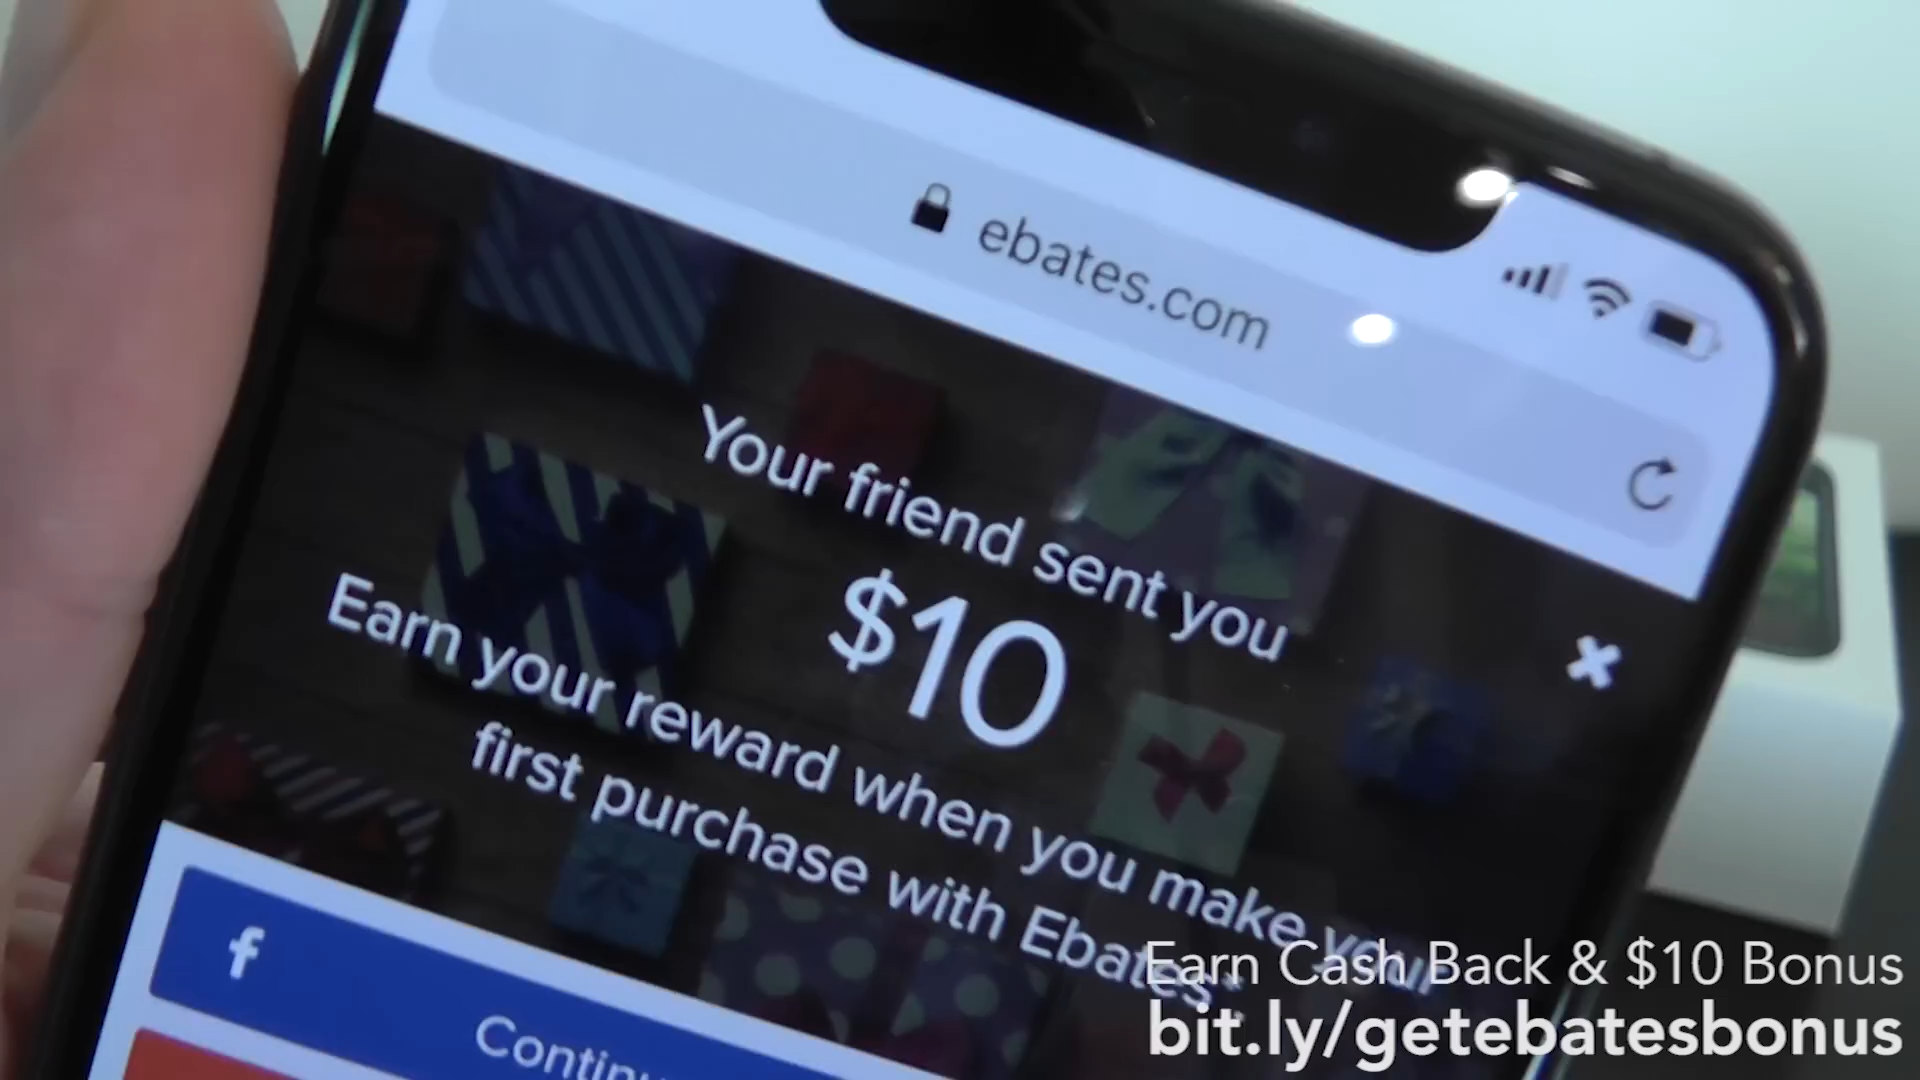 ebates.com
Your friend sent you
$10
Earn your reward when you make your
first purchase with Ebates*
f
Earn Cash Back & $10 Bonus
bit.ly/getebatesbonus